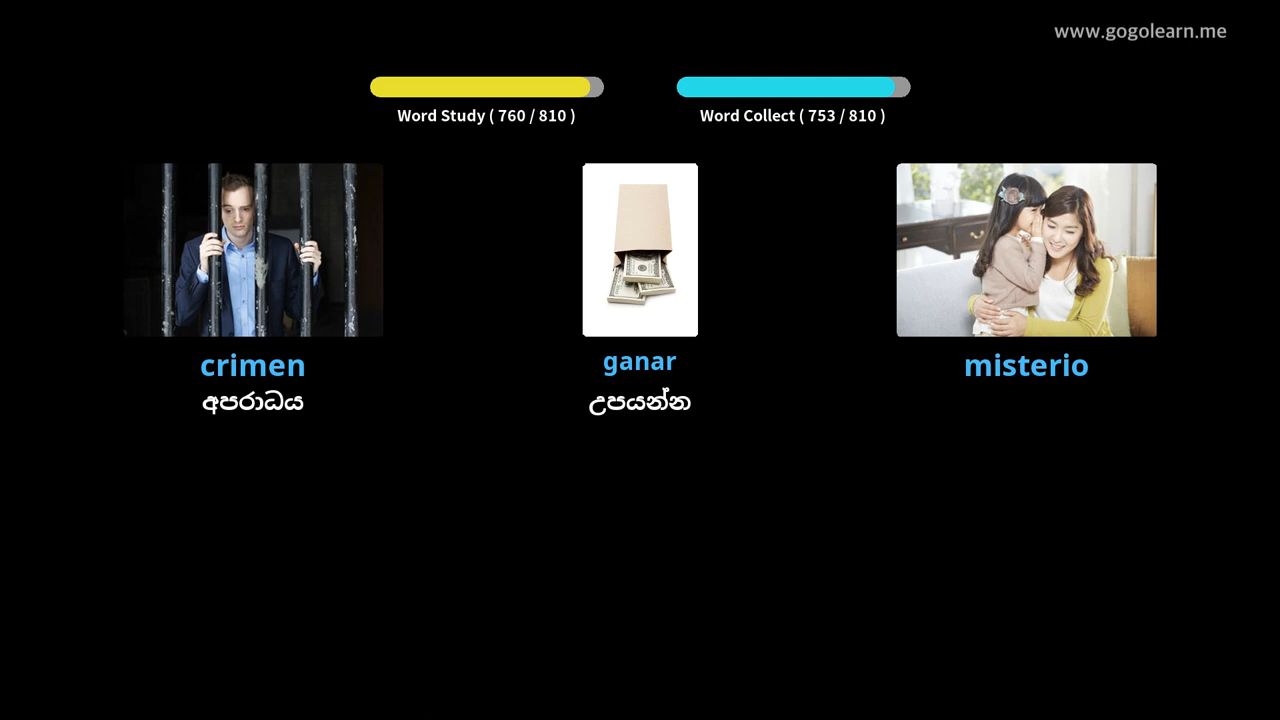 www.gogolearn.me
Word Study ( 760 / 810 )
Word Collect ( 753 / 810 )
crimen
අපරාධය
ganar
උපයන්න
misterio